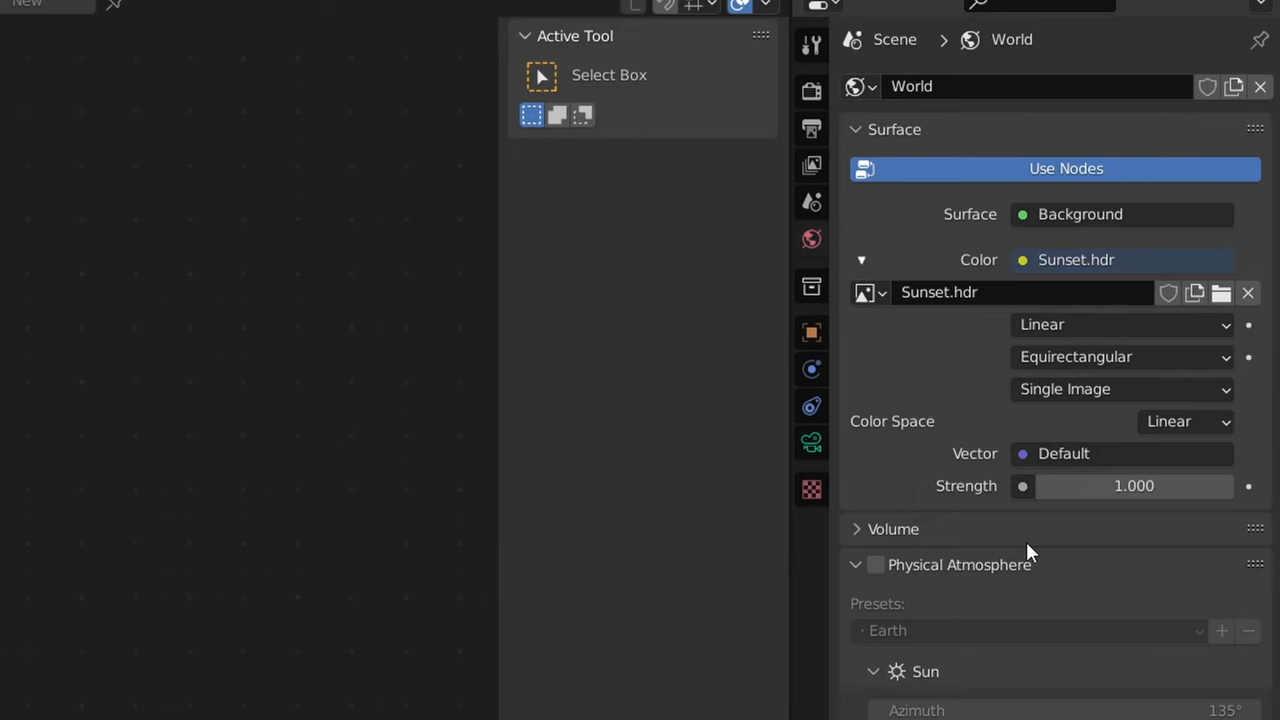 New
Active Tool
Select Box
Scene > World
World
Surface
Use Nodes
Surface Background
Color Sunset.hdr
Sunset.hdr
Linear
Equirectangular
Single Image
Color Space Linear
Vector Default
Strength 1.000
Volume
Physical Atmosphere
Presets:
· Earth
Sun
Azimuth 135°